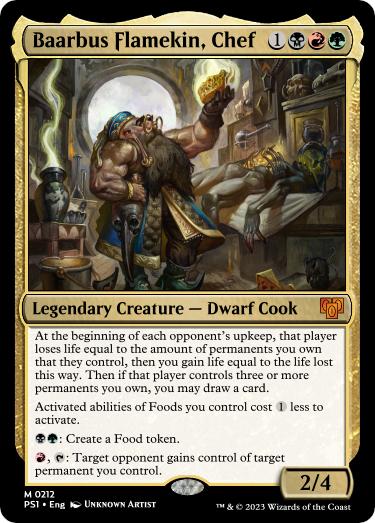 Baarbus Flamekin, Chef 1
Legendary Creature — Dwarf Cook
At the beginning of each opponent's upkeep, that player
loses life equal to the amount of permanents you own
that they control, then you gain life equal to the life lost
this way. Then if that player controls three or more
permanents you own, you may draw a card.
Activated abilities of Foods you control cost 1 less to
activate.
: Create a Food token.
, : Target opponent gains control of target
permanent you control.
2/4
M 0212
PS1 • Eng Unknown Artist
™ & © 2023 Wizards of the Coast